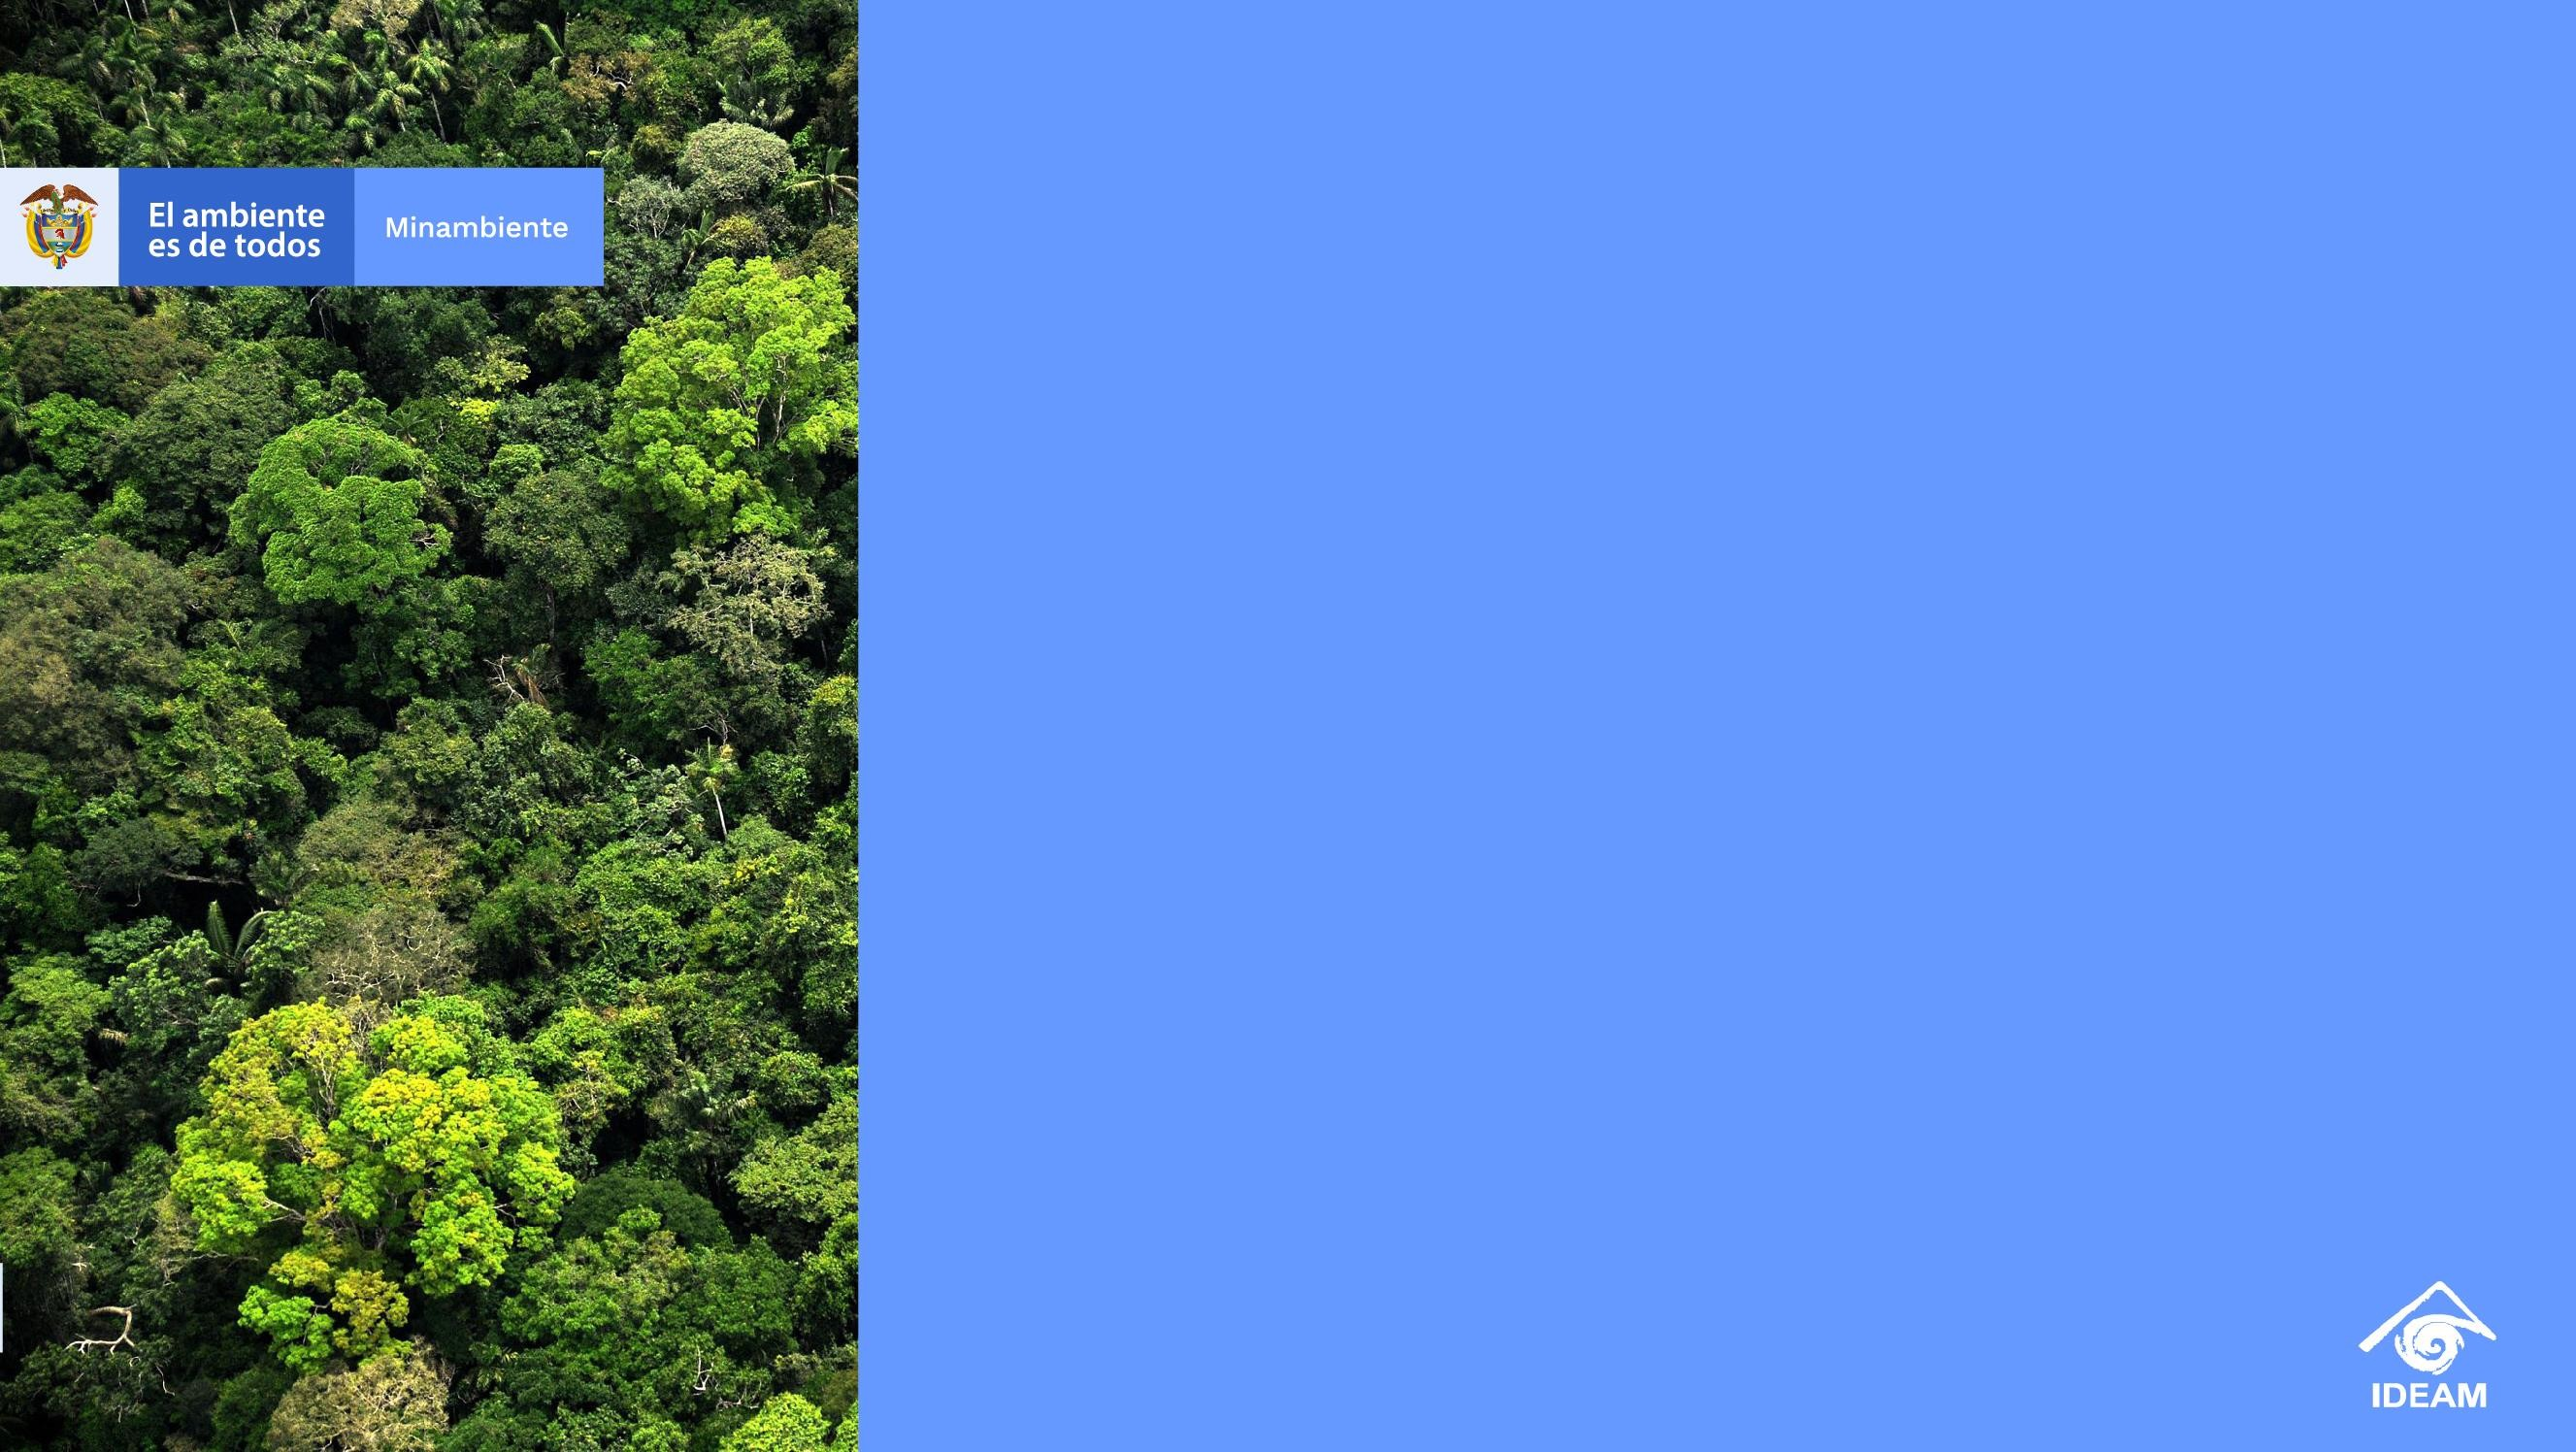 El ambiente
es de todos
Minambiente
IDEAM